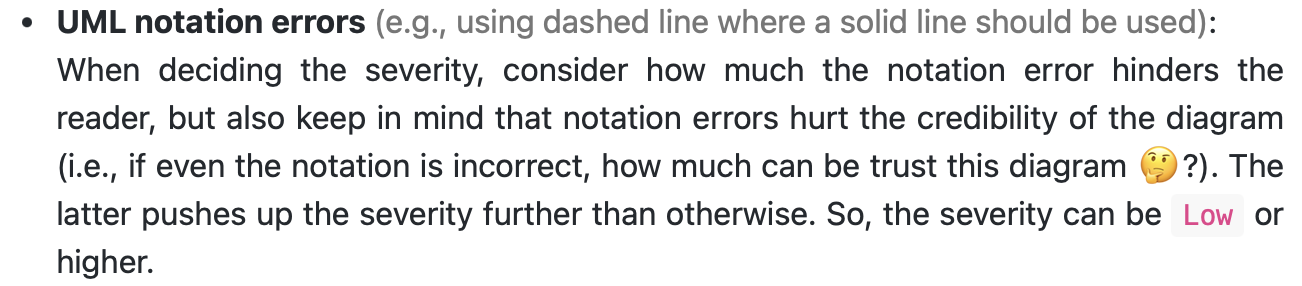 • UML notation errors (e.g., using dashed line where a solid line should be used):
When deciding the severity, consider how much the notation error hinders the
reader, but also keep in mind that notation errors hurt the credibility of the diagram
(i.e., if even the notation is incorrect, how much can be trust this diagram 🤔?). The
latter pushes up the severity further than otherwise. So, the severity can be Low or
higher.